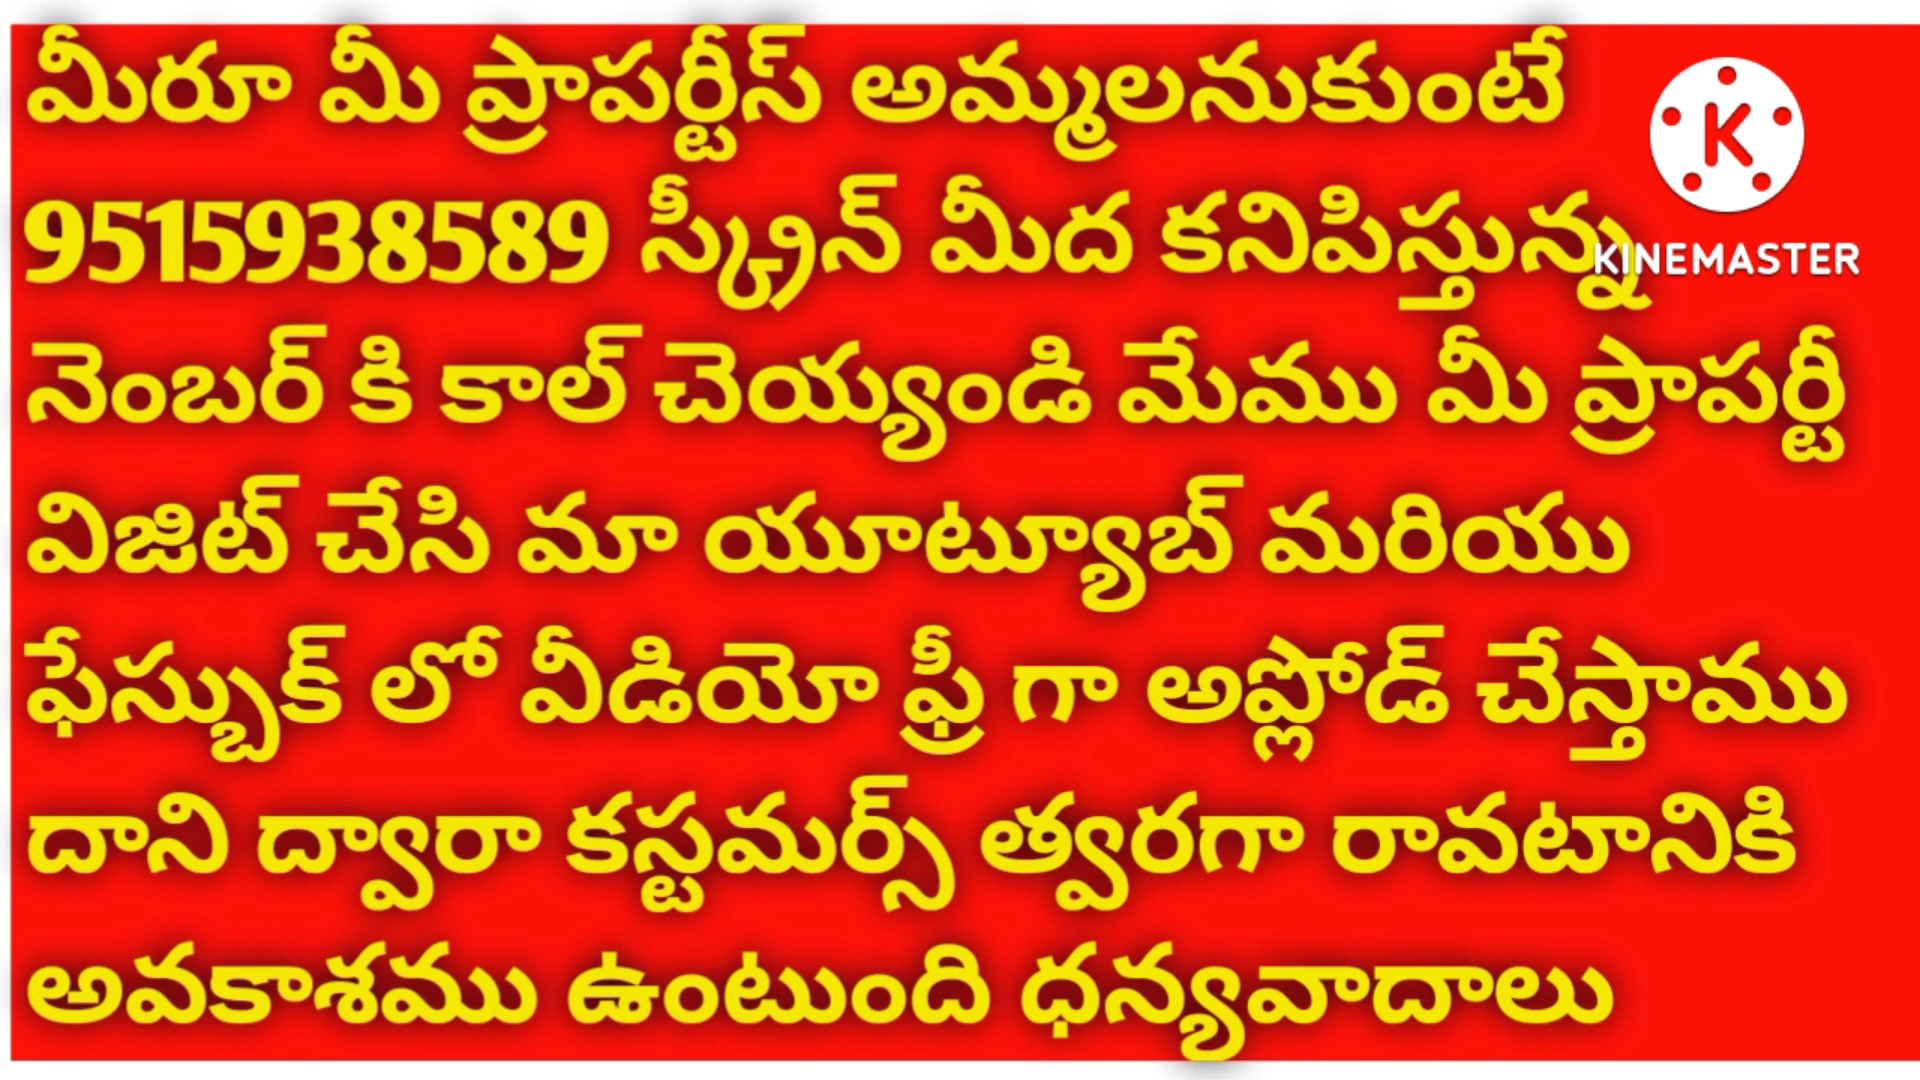 మీరూ మీ ప్రాపర్టీస్ అమ్మలనుకుంటే
9515938589 స్క్రీన్ మీద కనిపిస్తున్న
నెంబర్ కి కాల్ చెయ్యండి మేము మీ ప్రాపర్టీ
విజిట్ చేసి మా యూట్యూబ్ మరియు
ఫేస్బుక్ లో వీడియో ఫ్రీ గా అప్లోడ్ చేస్తాము
దాని ద్వారా కస్టమర్స్ త్వరగా రావటానికి
అవకాశము ఉంటుంది ధన్యవాదాలు
K
KINEMASTER